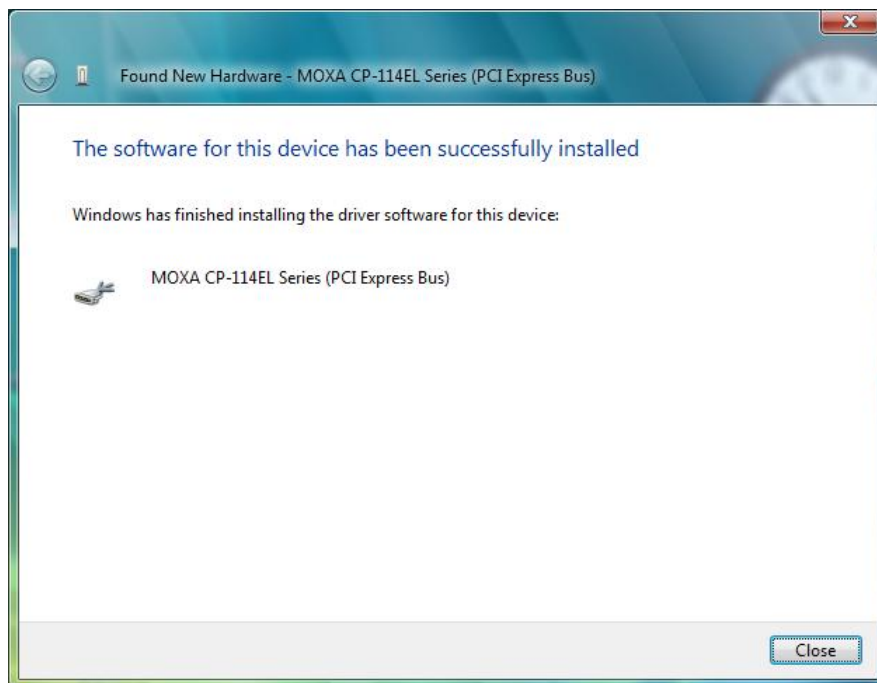 Found New Hardware - MOXA CP-114EL Series (PCI Express Bus)
The software for this device has been successfully installed
Windows has finished installing the driver software for this device:
MOXA CP-114EL Series (PCI Express Bus)
Close